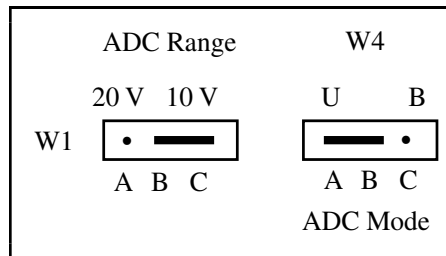 ADC Range W4
20 V 10 V U B
W1
A B C A B C
ADC Mode